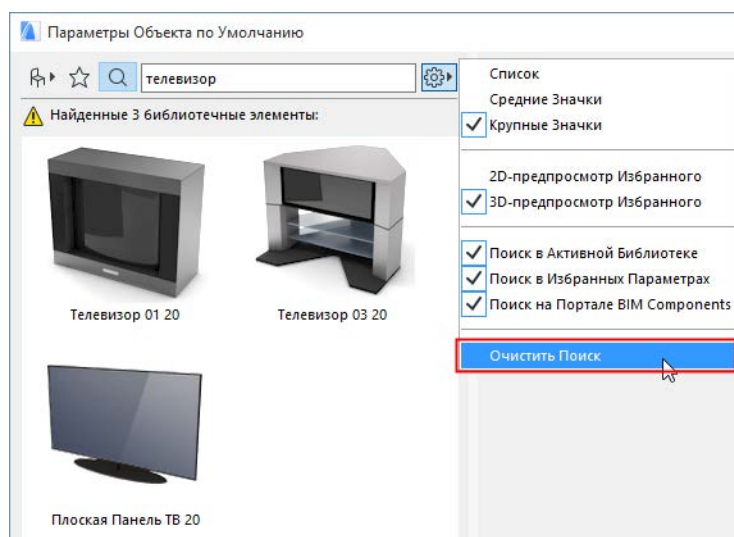 Параметры Объекта по Умолчанию
телевизор
Найденные 3 библиотечные элементы:
Телевизор 01 20
Телевизор 03 20
Плоская Панель ТВ 20
Список
Средние Значки
Крупные Значки
2D-предпросмотр Избранного
3D-предпросмотр Избранного
Поиск в Активной Библиотеке
Поиск в Избранных Параметрах
Поиск на Портале BIM Components
Очистить Поиск